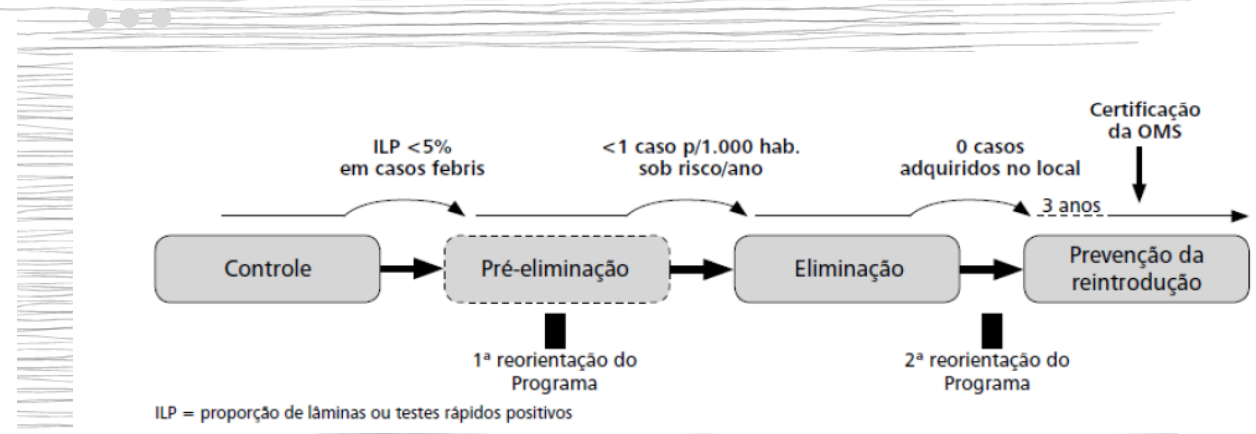 Certificação
da OMS
ILP <5%
em casos febris
<1 caso p/1.000 hab.
sob risco/ano
0 casos
adquiridos no local
3 anos
Controle
Pré-eliminação
Eliminação
Prevenção da
reintrodução
1ª reorientação do
Programa
2ª reorientação do
Programa
ILP = proporção de lâminas ou testes rápidos positivos